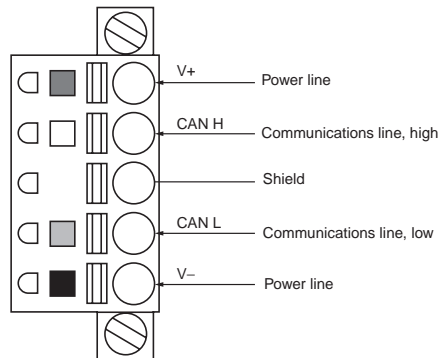 V+ Power line
CAN H Communications line, high
Shield
CAN L Communications line, low
V– Power line